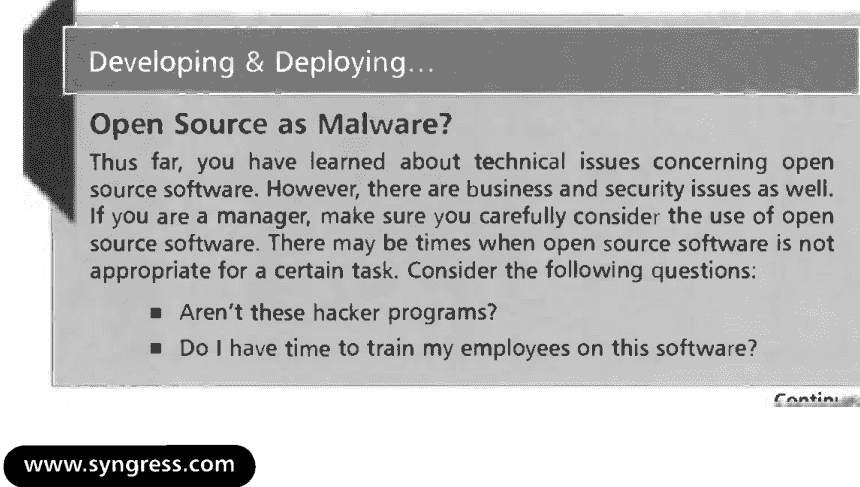 Developing & Deploying...
Open Source as Malware?
Thus far, you have learned about technical issues concerning open
source software. However, there are business and security issues as well.
If you are a manager, make sure you carefully consider the use of open
source software. There may be times when open source software is not
appropriate for a certain task. Consider the following questions:
■ Aren't these hacker programs?
■ Do I have time to train my employees on this software?
www.syngress.com